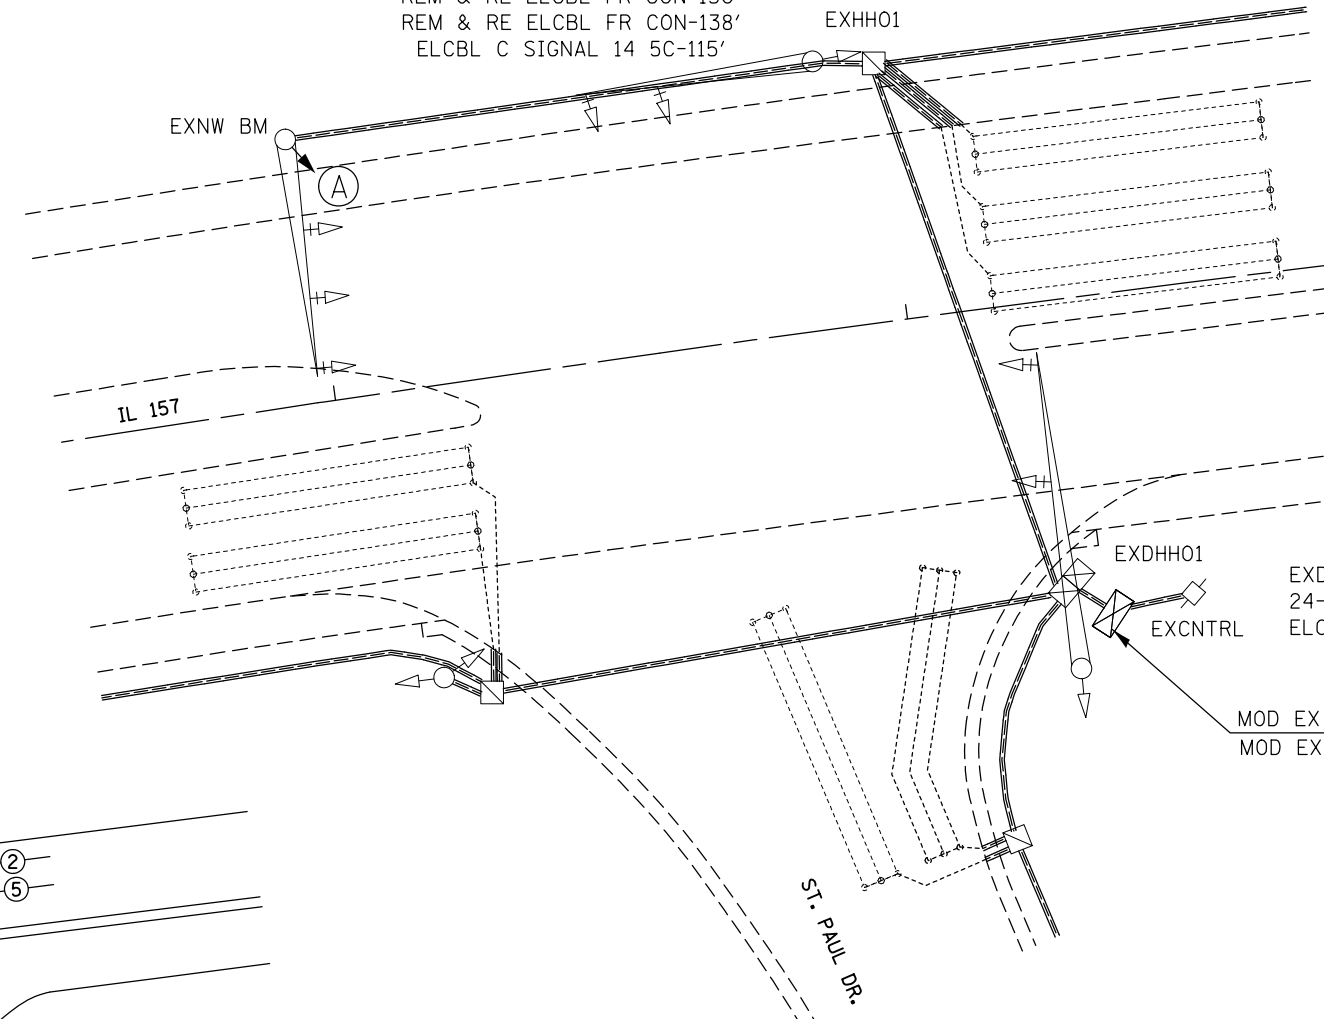 REM & RE ELCBL FR CON-138'
ELCBL C SIGNAL 14 5C-115'
EXHH01
EXNW BM
A
IL 157
EXDHH01
24-
EXCNTRL
MOD EX
MOD EX
2
5
ST. PAUL DR.